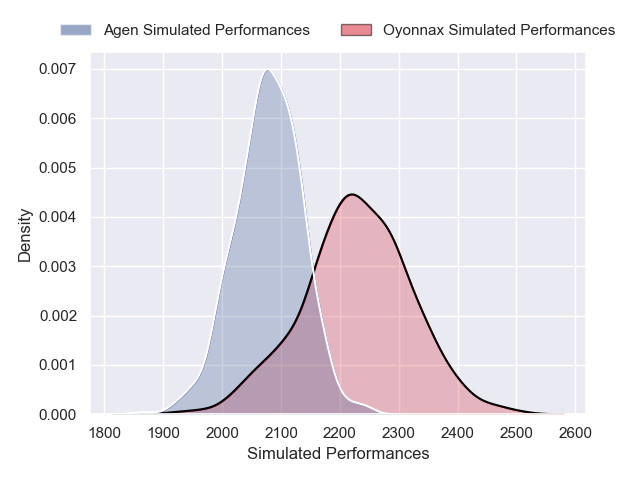 Agen Simulated Performances
Oyonnax Simulated Performances
0.007
0.006
0.005
0.004
0.003
0.002
0.001
0.000
Density
1800 1900 2000 2100 2200 2300 2400 2500 2600
Simulated Performances